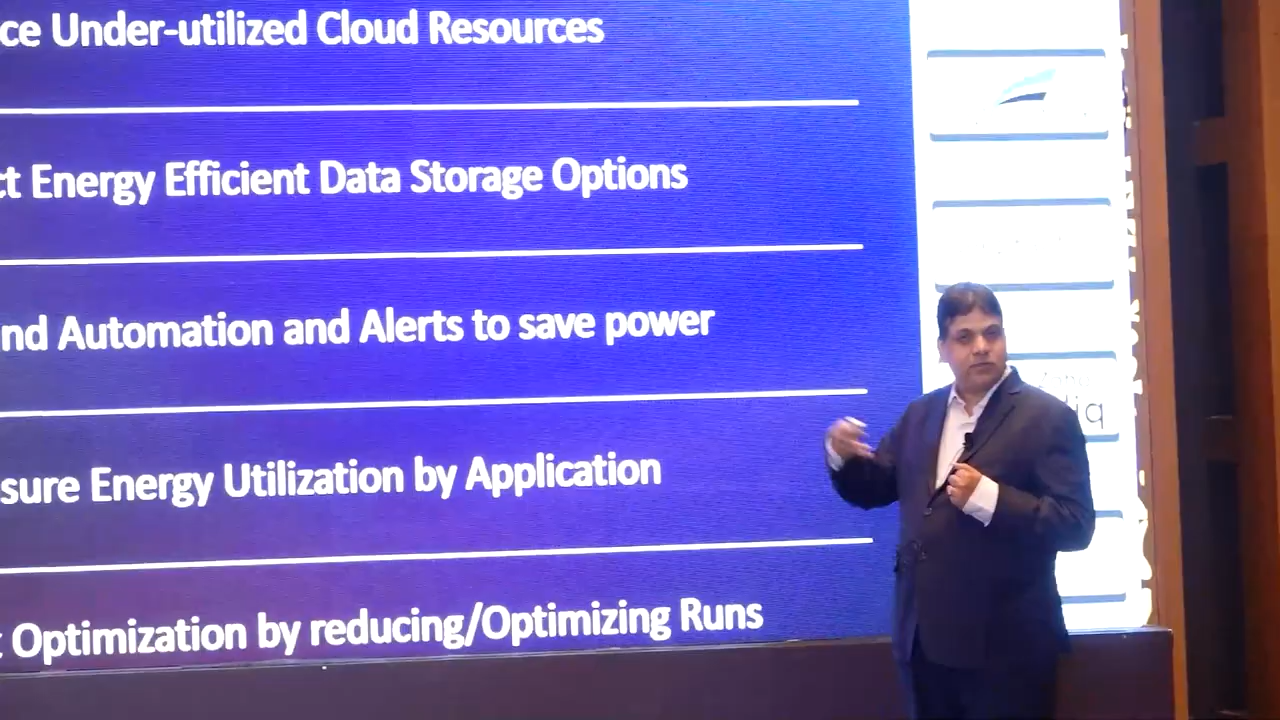 ce Under-utilized Cloud Resources
ct Energy Efficient Data Storage Options
nd Automation and Alerts to save power
sure Energy Utilization by Application
t Optimization by reducing/Optimizing Runs